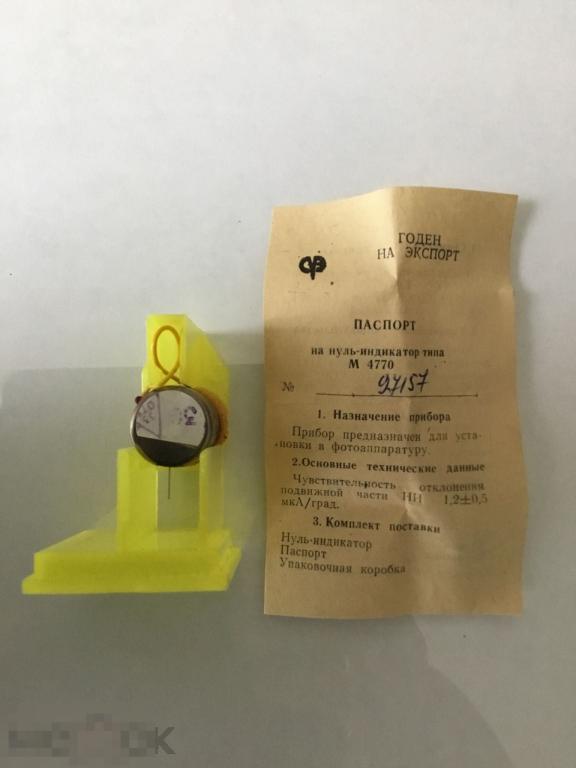 ГОДЕН
НА ЭКСПОРТ
ПАСПОРТ
на нуль-индикатор типа
М 4770
№ 97157
1. Назначение прибора
Прибор предназначен для уста-
новки в фотоаппаратуру.
2.Основные технические данные
Чувствительность отклонения
подвижной части НИ 1,2±0,5
мкА/град.
3. Комплект поставки
Нуль-индикатор
Паспорт
Упаковочная коробка